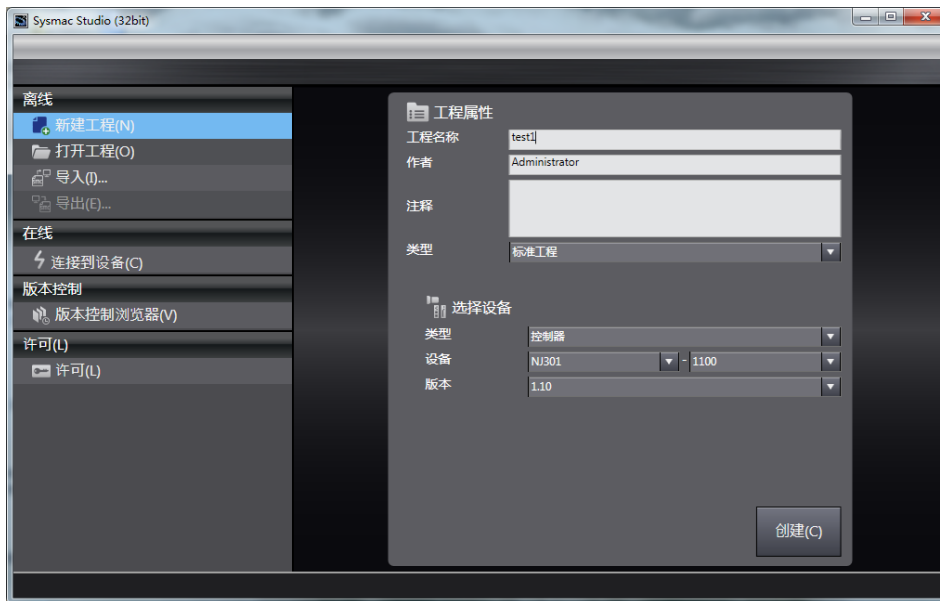 Sysmac Studio (32bit)
离线
新建工程(N)
打开工程(O)
导入(I)...
导出(E)...
在线
连接到设备(C)
版本控制
版本控制浏览器(V)
许可(L)
许可(L)
工程属性
工程名称 test1
作者 Administrator
注释
类型 标准工程
选择设备
类型 控制器
设备 NJ301 - 1100
版本 1.10
创建(C)